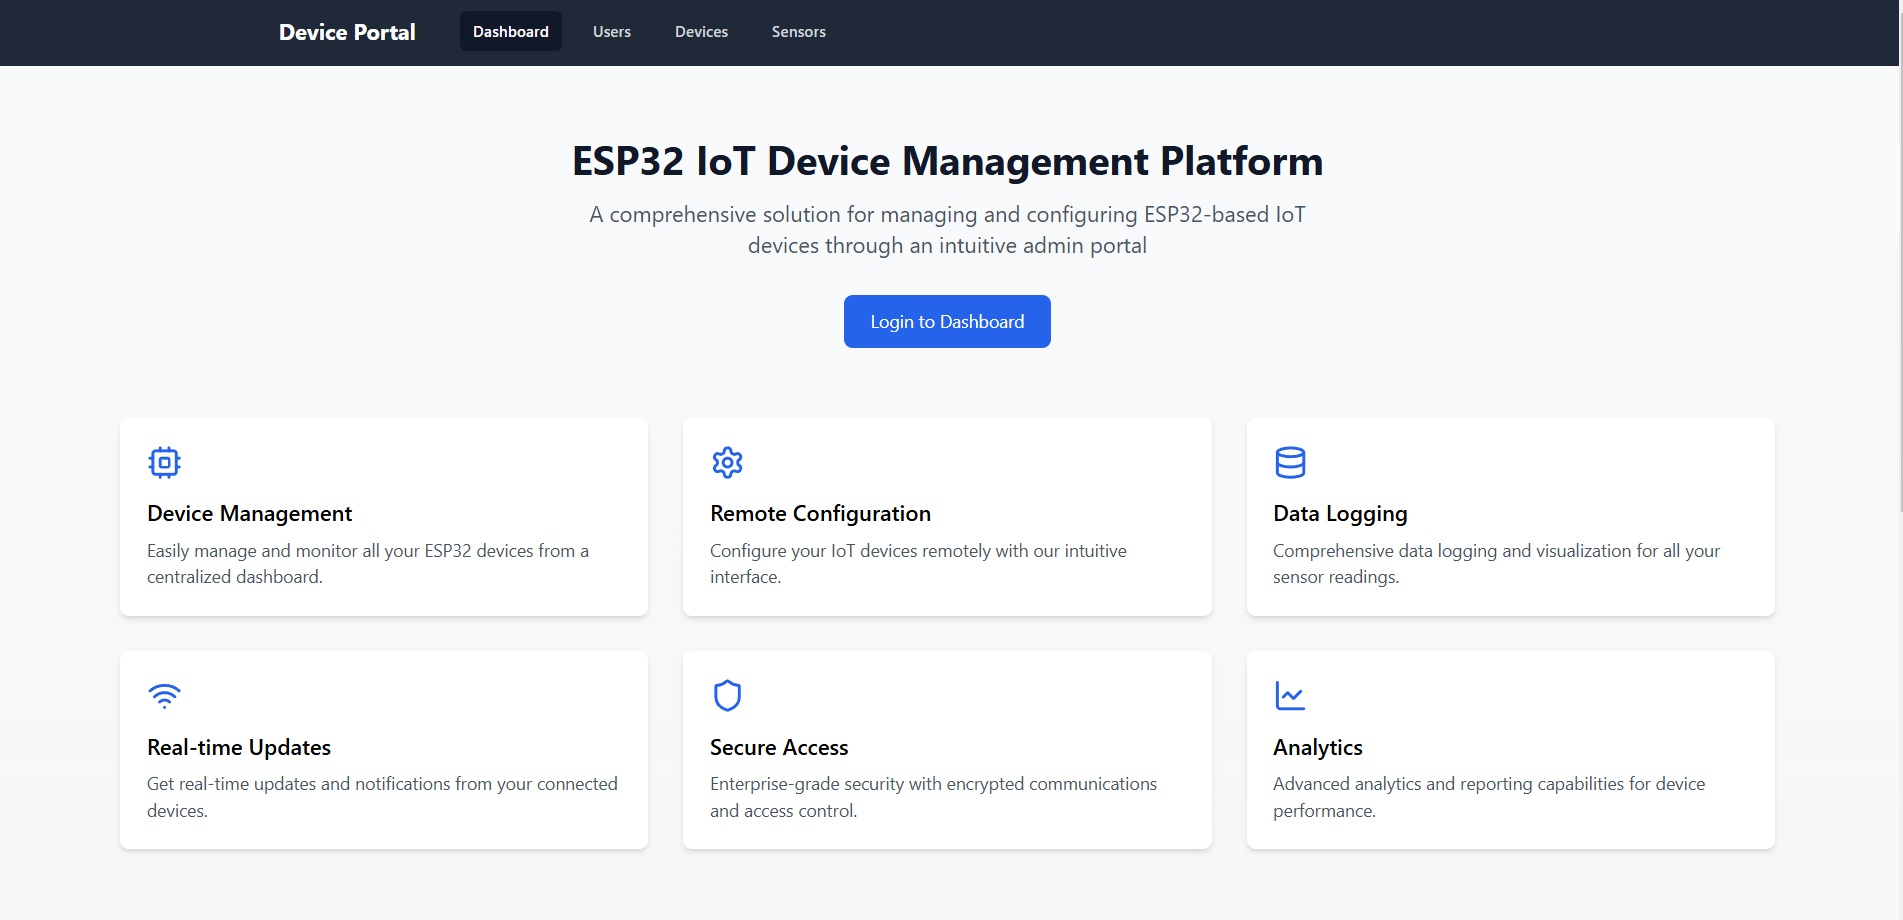 Device Portal Dashboard Users Devices Sensors
ESP32 IoT Device Management Platform
A comprehensive solution for managing and configuring ESP32-based IoT
devices through an intuitive admin portal
Login to Dashboard
Device Management
Easily manage and monitor all your ESP32 devices from a
centralized dashboard.
Remote Configuration
Configure your IoT devices remotely with our intuitive
interface.
Data Logging
Comprehensive data logging and visualization for all your
sensor readings.
Real-time Updates
Get real-time updates and notifications from your connected
devices.
Secure Access
Enterprise-grade security with encrypted communications
and access control.
Analytics
Advanced analytics and reporting capabilities for device
performance.